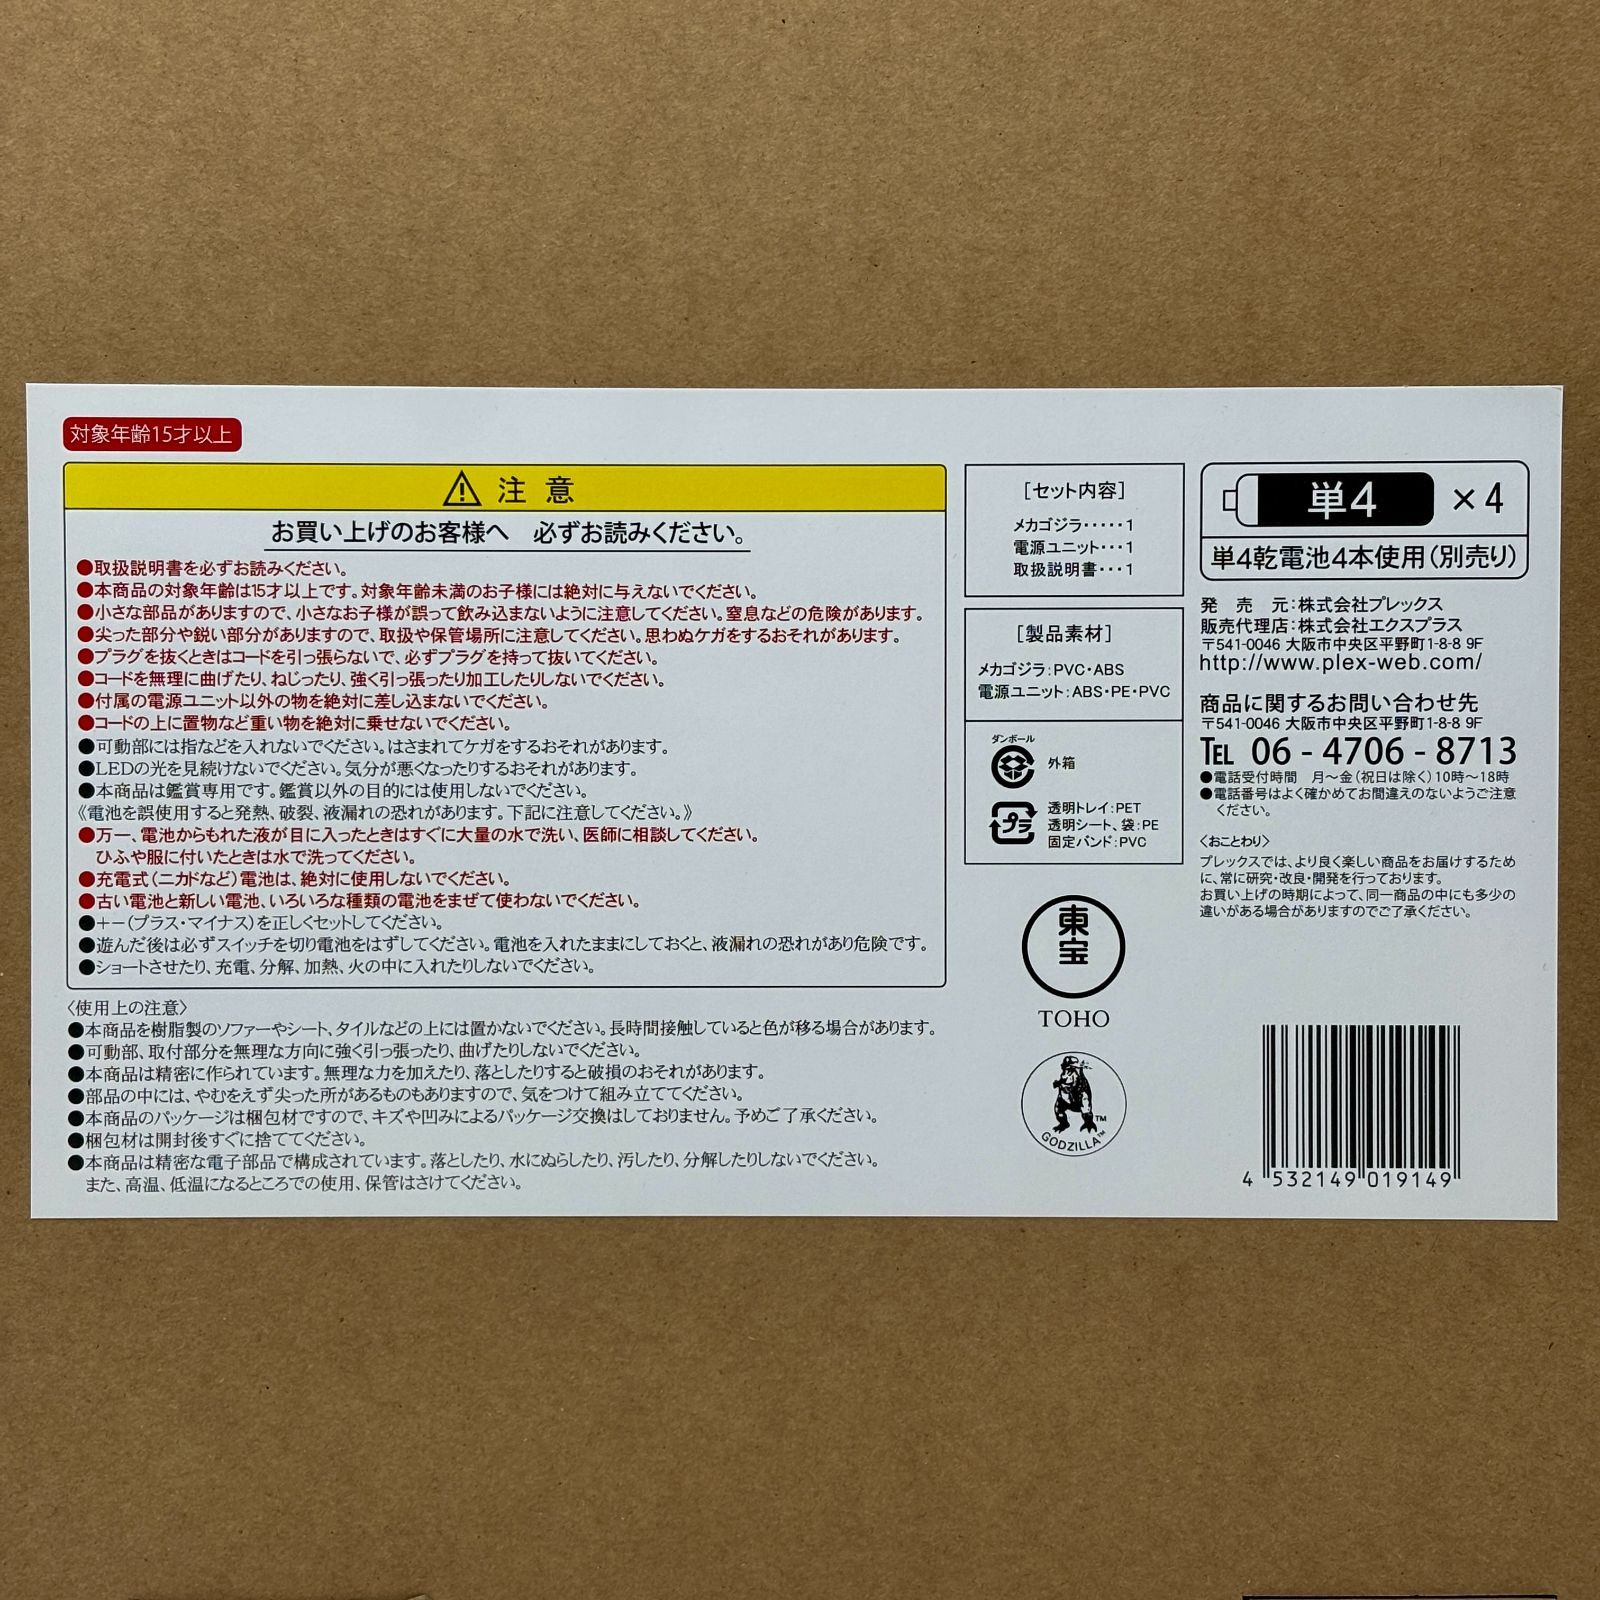 対象年齢15才以上
注 意
お買い上げのお客様へ 必ずお読みください。
●取扱説明書を必ずお読みください。
●本商品の対象年齢は15才以上です。対象年齢未満のお子様には絶対に与えないでください。
●小さな部品がありますので、小さなお子様が誤って飲み込まないように注意してください。窒息などの危険があります。
●尖った部分や鋭い部分がありますので、取扱や保管場所に注意してください。思わぬケガをするおそれがあります。
●プラグを抜くときはコードを引っ張らないで、必ずプラグを持って抜いてください。
●コードを無理に曲げたり、ねじったり、強く引っ張ったり加工したりしないでください。
●付属の電源ユニット以外の物を絶対に差し込まないでください。
●コードの上に置物など重い物を絶対に乗せないでください。
●可動部には指などを入れないでください。はさまれてケガをするおそれがあります。
●LEDの光を見続けないでください。気分が悪くなったりするおそれがあります。
●本商品は鑑賞専用です。鑑賞以外の目的には使用しないでください。
《電池を誤使用すると発熱、破裂、液漏れの恐れがあります。下記に注意してください。》
●万一、電池からもれた液が目に入ったときはすぐに大量の水で洗い、医師に相談してください。
ひふや服に付いたときは水で洗ってください。
●充電式(ニカドなど)電池は、絶対に使用しないでください。
●古い電池と新しい電池、いろいろな種類の電池をまぜて使わないでください。
●+−(プラス・マイナス)を正しくセットしてください。
●遊んだ後は必ずスイッチを切り電池をはずしてください。電池を入れたままにしておくと、液漏れの恐れがあり危険です。
●ショートさせたり、充電、分解、加熱、火の中に入れたりしないでください。
〈使用上の注意〉
●本商品を樹脂製のソファーやシート、タイルなどの上には置かないでください。長時間接触していると色が移る場合があります。
●可動部、取付部分を無理な方向に強く引っ張ったり、曲げたりしないでください。
●本商品は精密に作られています。無理な力を加えたり、落としたりすると破損のおそれがあります。
●部品の中には、やむをえず尖った所があるものもありますので、気をつけて組み立ててください。
●本商品のパッケージは梱包材ですので、キズや凹みによるパッケージ交換はしておりません。予めご了承ください。
●梱包材は開封後すぐに捨ててください。
●本商品は精密な電子部品で構成されています。落としたり、水にぬらしたり、汚したり、分解したりしないでください。
また、高温、低温になるところでの使用、保管はさけてください。
[セット内容]
メカゴジラ・・・・・1
電源ユニット・・・1
取扱説明書・・・1
[製品素材]
メカゴジラ:PVC・ABS
電源ユニット:ABS・PE・PVC
ダンボール
外箱
プラ
透明トレイ:PET
透明シート、袋:PE
固定バンド:PVC
東宝
TOHO
GODZILLA™
TM
単4 ×4
単4乾電池4本使用(別売り)
発 売 元:株式会社プレックス
販売代理店:株式会社エクスプラス
〒541-0046 大阪市中央区平野町1-8-8 9F
http://www.plex-web.com/
商品に関するお問い合わせ先
〒541-0046 大阪市中央区平野町1-8-8 9F
TEL 06-4706-8713
●電話受付時間 月〜金(祝日は除く)10時〜18時
●電話番号はよく確かめてお間違えのないようご注意
ください。
〈おことわり〉
プレックスでは、より良く楽しい商品をお届けするため
に、常に研究・改良・開発を行っております。
お買い上げの時期によって、同一商品の中にも多少の
違いがある場合がありますのでご了承ください。
4 532149 019149